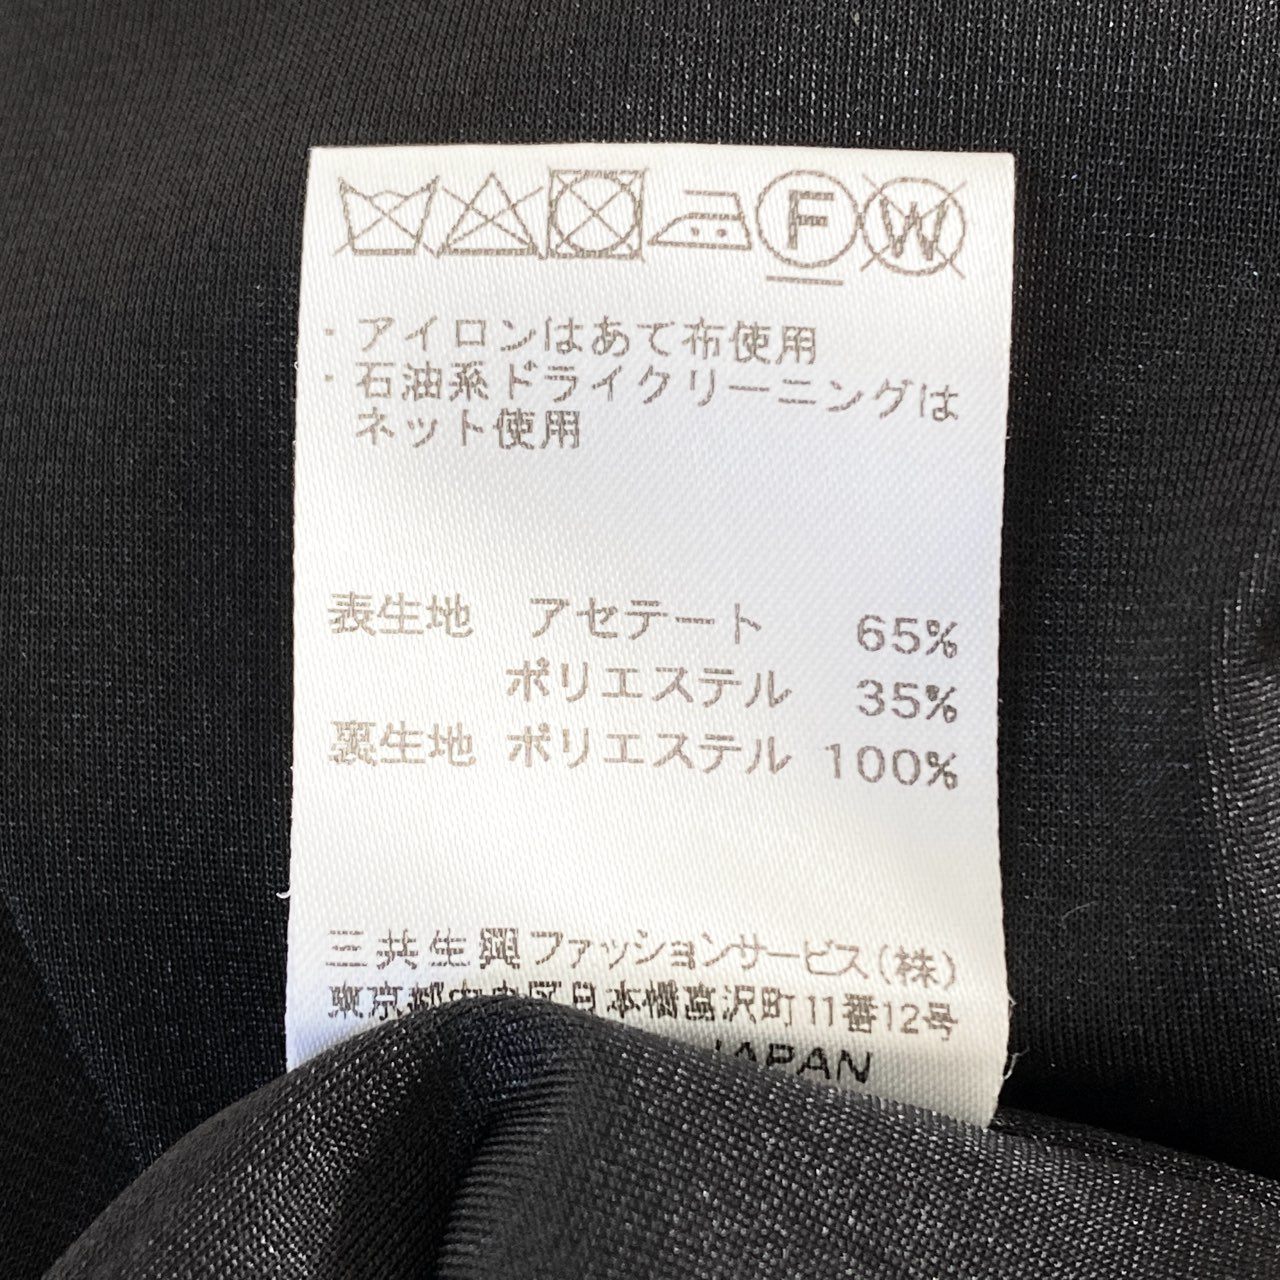 F W
・アイロンはあて布使用
・石油系ドライクリーニングは
ネット使用
表生地 アセテート 65%
ポリエステル 35%
裏生地 ポリエステル 100%
三共生興ファッションサービス(株)
東京都中央区日本橋富沢町11番12号
JAPAN